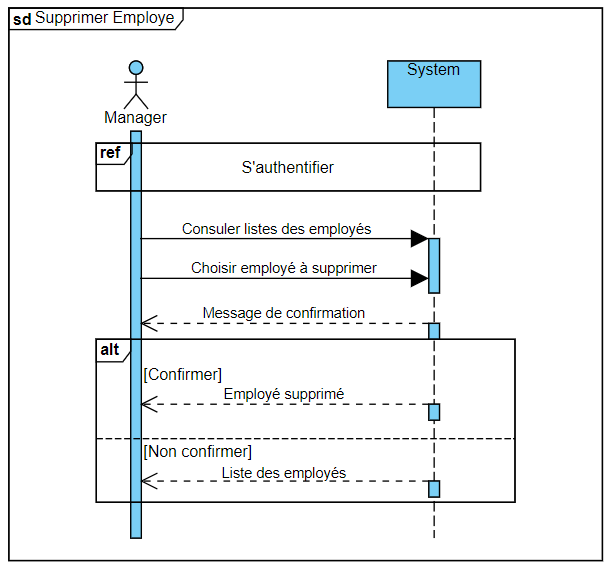 sd Supprimer Employe
System
Manager
ref
S'authentifier
Consuler listes des employés
Choisir employé à supprimer
Message de confirmation
alt
[Confirmer]
Employé supprimé
[Non confirmer]
Liste des employés